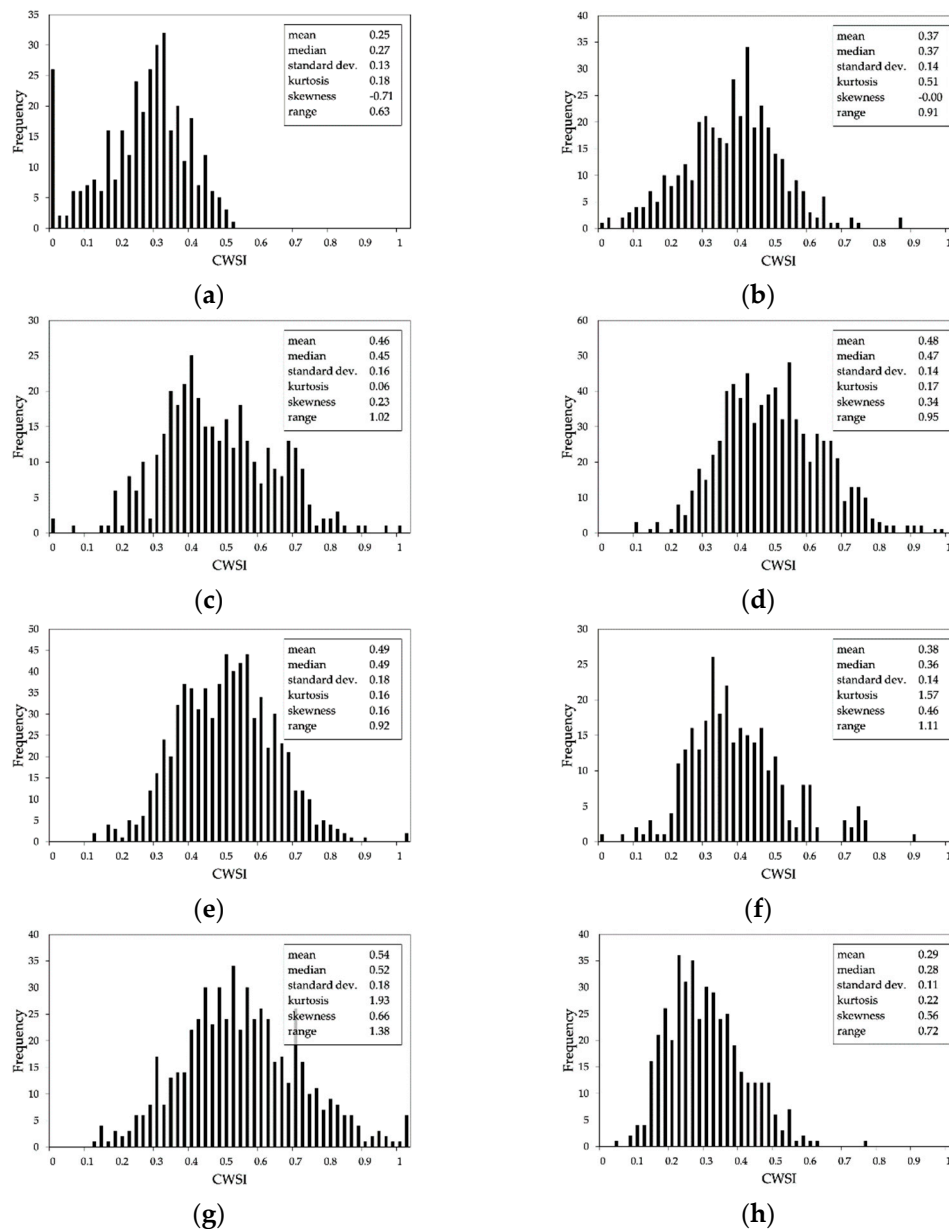 35
30
25
20
15
10
5
0
Frequency
mean 0.25
median 0.27
standard dev. 0.13
kurtosis 0.18
skewness -0.71
range 0.63
0 0.1 0.2 0.3 0.4 0.5 0.6 0.7 0.8 0.9 1
CWSI
(a)
40
35
30
25
20
15
10
5
0
Frequency
mean 0.37
median 0.37
standard dev. 0.14
kurtosis 0.51
skewness -0.00
range 0.91
0 0.1 0.2 0.3 0.4 0.5 0.6 0.7 0.8 0.9 1
CWSI
(b)
30
25
20
15
10
5
0
Frequency
mean 0.46
median 0.45
standard dev. 0.16
kurtosis 0.06
skewness 0.23
range 1.02
0 0.1 0.2 0.3 0.4 0.5 0.6 0.7 0.8 0.9 1
CWSI
(c)
60
50
40
30
20
10
0
Frequency
mean 0.48
median 0.47
standard dev. 0.14
kurtosis 0.17
skewness 0.34
range 0.95
0 0.1 0.2 0.3 0.4 0.5 0.6 0.7 0.8 0.9 1
CWSI
(d)
50
45
40
35
30
25
20
15
10
5
0
Frequency
mean 0.49
median 0.49
standard dev. 0.18
kurtosis 0.16
skewness 0.16
range 0.92
0 0.1 0.2 0.3 0.4 0.5 0.6 0.7 0.8 0.9 1
CWSI
(e)
30
25
20
15
10
5
0
Frequency
mean 0.38
median 0.36
standard dev. 0.14
kurtosis 1.57
skewness 0.46
range 1.11
0 0.1 0.2 0.3 0.4 0.5 0.6 0.7 0.8 0.9 1
CWSI
(f)
40
35
30
25
20
15
10
5
0
Frequency
mean 0.54
median 0.52
standard dev. 0.18
kurtosis 1.93
skewness 0.66
range 1.38
0 0.1 0.2 0.3 0.4 0.5 0.6 0.7 0.8 0.9 1
CWSI
(g)
40
35
30
25
20
15
10
5
0
Frequency
mean 0.29
median 0.28
standard dev. 0.11
kurtosis 0.22
skewness 0.56
range 0.72
0 0.1 0.2 0.3 0.4 0.5 0.6 0.7 0.8 0.9 1
CWSI
(h)